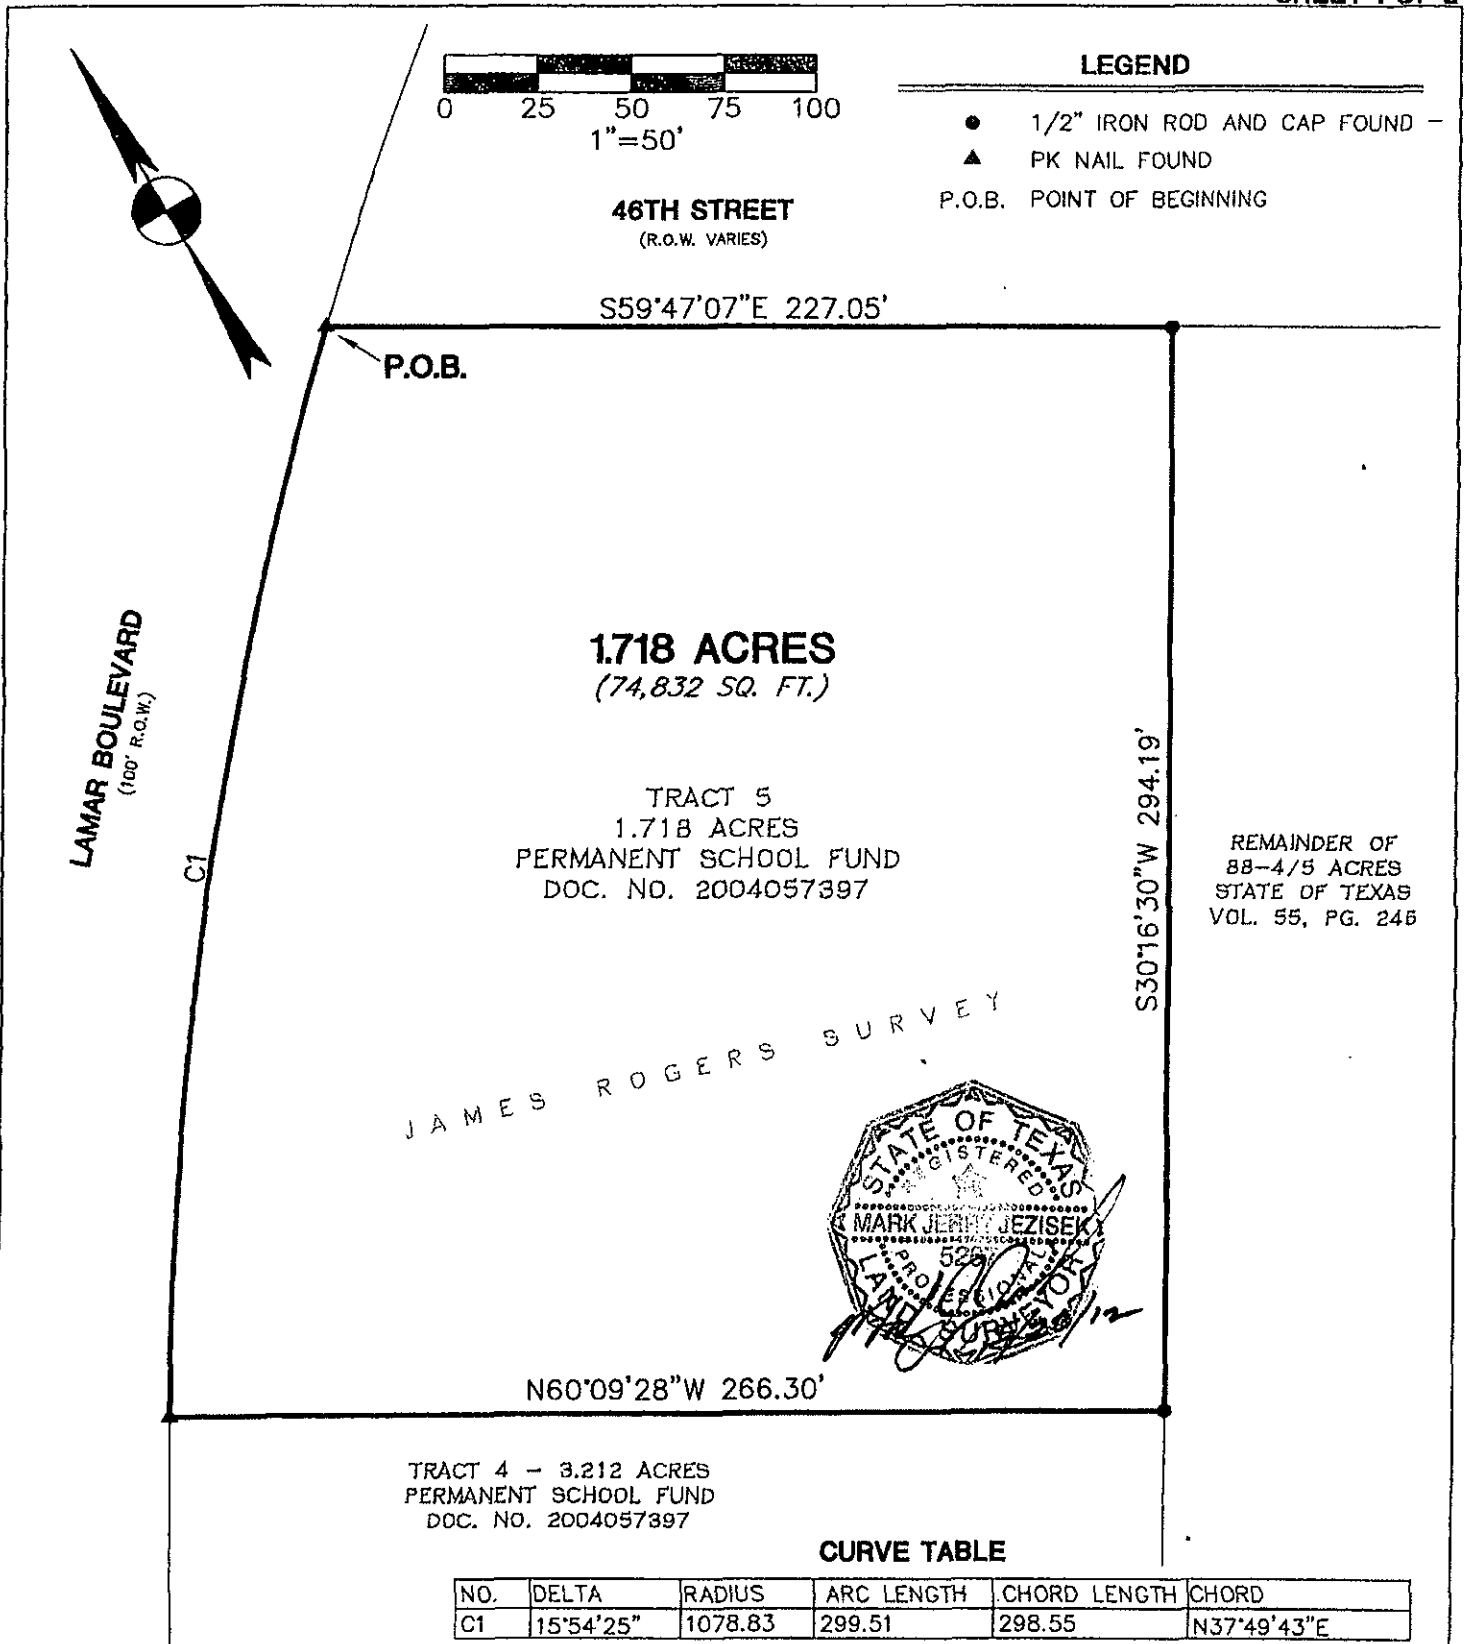 0 25 50 75 100
1"=50'
LEGEND
1/2" IRON ROD AND CAP FOUND -
PK NAIL FOUND
P.O.B. POINT OF BEGINNING
46TH STREET
(R.O.W. VARIES)
S59°47'07"E 227.05'
P.O.B.
LAMAR BOULEVARD
(100' R.O.W.)
C1
1.718 ACRES
(74,832 SQ. FT.)
TRACT 5
1.718 ACRES
PERMANENT SCHOOL FUND
DOC. NO. 2004057397
S30°16'30"W 294.19'
REMAINDER OF
88-4/5 ACRES
STATE OF TEXAS
VOL. 55, PG. 246
JAMES ROGERS SURVEY
STATE OF TEXAS
REGISTERED
MARK JERRY JEZISEK
PROFESSIONAL
LAND SURVEYOR
N60°09'28"W 266.30'
TRACT 4 - 3.212 ACRES
PERMANENT SCHOOL FUND
DOC. NO. 2004057397
CURVE TABLE
NO. DELTA RADIUS ARC LENGTH CHORD LENGTH CHORD
C1 15°54'25" 1078.83 299.51 298.55 N37°49'43"E